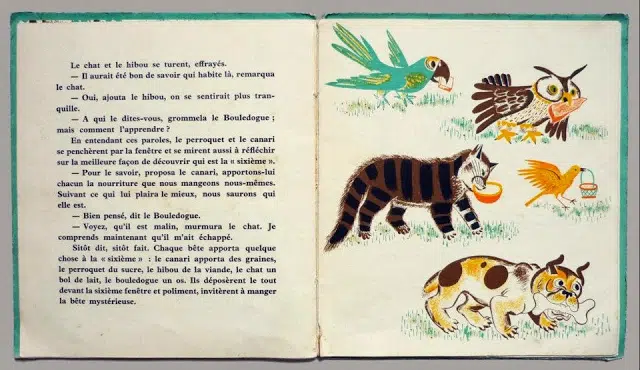 Le chat et le hibou se turent, effrayés.
— Il aurait été bon de savoir qui habite là, remarqua
le chat.
— Oui, ajouta le hibou, on se sentirait plus tran-
quille.
— A qui le dites-vous, grommela le Bouledogue ;
mais comment l'apprendre ?
En entendant ces paroles, le perroquet et le canari
se penchèrent par la fenêtre et se mirent aussi à réfléchir
sur la meilleure façon de découvrir qui est la « sixième ».
— Pour le savoir, proposa le canari, apportons-lui
chacun la nourriture que nous mangeons nous-mêmes.
Suivant ce qui lui plaira le mieux, nous saurons qui
elle est.
— Bien pensé, dit le Bouledogue.
— Voyez, qu'il est malin, murmura le chat. Je
comprends maintenant qu'il m'ait échappé.
Sitôt dit, sitôt fait. Chaque bête apporta quelque
chose à la « sixième » : le canari apporta des graines,
le perroquet du sucre, le hibou de la viande, le chat un
bol de lait, le bouledogue un os. Ils déposèrent le tout
devant la sixième fenêtre et poliment, invitèrent à manger
la bête mystérieuse.